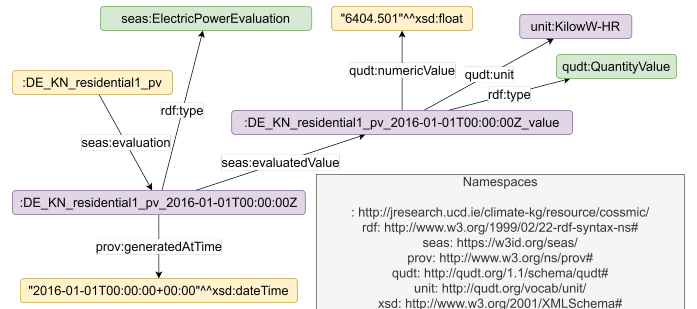 seas:ElectricPowerEvaluation
"6404.501"^^xsd:float
unit:KilowW-HR
qudt:numericValue
qudt:unit
qudt:QuantityValue
:DE_KN_residential1_pv
rdf:type
rdf:type
:DE_KN_residential1_pv_2016-01-01T00:00:00Z_value
seas:evaluation
seas:evaluatedValue
:DE_KN_residential1_pv_2016-01-01T00:00:00Z
prov:generatedAtTime
"2016-01-01T00:00:00+00:00"^^xsd:dateTime
Namespaces
: http://jresearch.ucd.ie/climate-kg/resource/cossmic/
rdf: http://www.w3.org/1999/02/22-rdf-syntax-ns#
seas: https://w3id.org/seas/
prov: http://www.w3.org/ns/prov#
qudt: http://qudt.org/1.1/schema/qudt#
unit: http://qudt.org/vocab/unit/
xsd: http://www.w3.org/2001/XMLSchema#